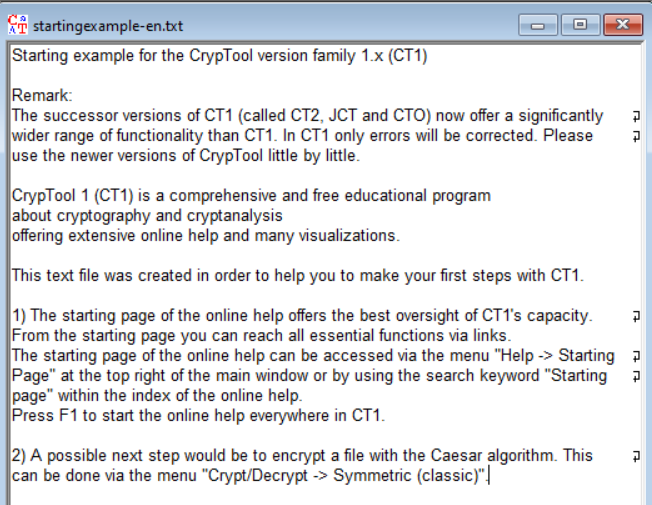 startingexample-en.txt
Starting example for the CrypTool version family 1.x (CT1)
Remark:
The successor versions of CT1 (called CT2, JCT and CTO) now offer a significantly
wider range of functionality than CT1. In CT1 only errors will be corrected. Please
use the newer versions of CrypTool little by little.
CrypTool 1 (CT1) is a comprehensive and free educational program
about cryptography and cryptanalysis
offering extensive online help and many visualizations.
This text file was created in order to help you to make your first steps with CT1.
1) The starting page of the online help offers the best oversight of CT1's capacity.
From the starting page you can reach all essential functions via links.
The starting page of the online help can be accessed via the menu "Help -> Starting
Page" at the top right of the main window or by using the search keyword "Starting
page" within the index of the online help.
Press F1 to start the online help everywhere in CT1.
2) A possible next step would be to encrypt a file with the Caesar algorithm. This
can be done via the menu "Crypt/Decrypt -> Symmetric (classic)".